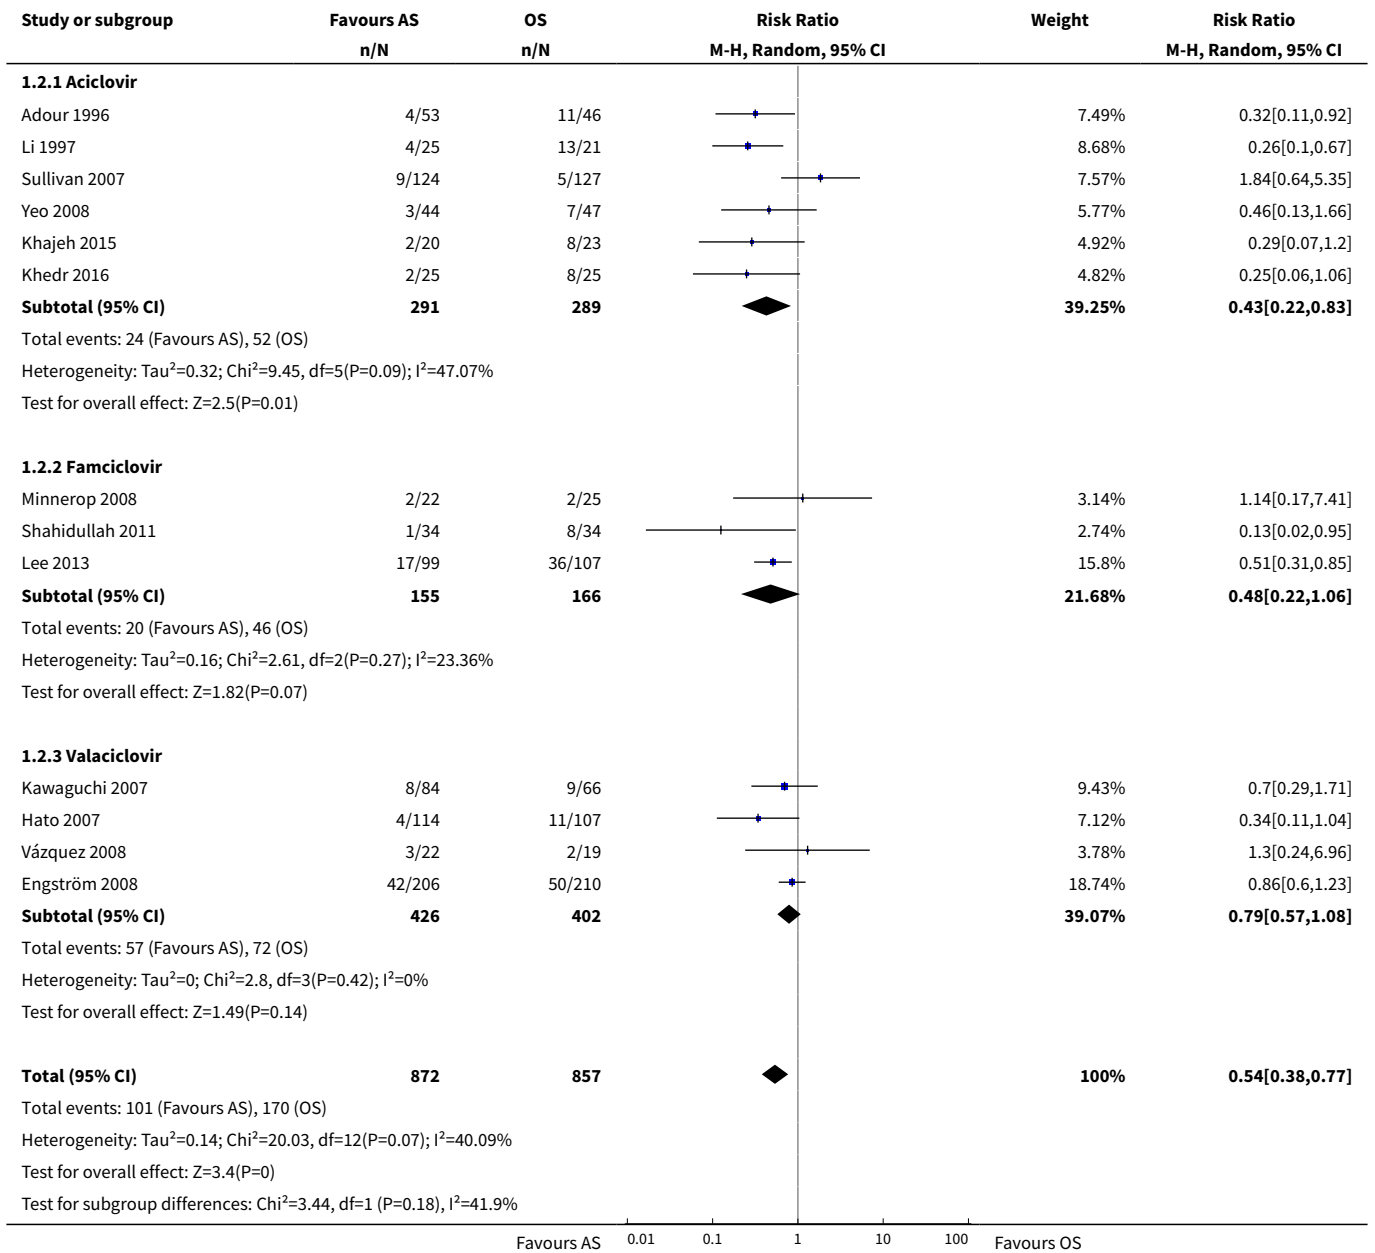 Study or subgroup Favours AS OS Risk Ratio Weight Risk Ratio
n/N n/N M-H, Random, 95% CI M-H, Random, 95% CI
1.2.1 Aciclovir
Adour 1996 4/53 11/46 7.49% 0.32[0.11,0.92]
Li 1997 4/25 13/21 8.68% 0.26[0.1,0.67]
Sullivan 2007 9/124 5/127 7.57% 1.84[0.64,5.35]
Yeo 2008 3/44 7/47 5.77% 0.46[0.13,1.66]
Khajeh 2015 2/20 8/23 4.92% 0.29[0.07,1.2]
Khedr 2016 2/25 8/25 4.82% 0.25[0.06,1.06]
Subtotal (95% CI) 291 289 39.25% 0.43[0.22,0.83]
Total events: 24 (Favours AS), 52 (OS)
Heterogeneity: Tau²=0.32; Chi²=9.45, df=5(P=0.09); I²=47.07%
Test for overall effect: Z=2.5(P=0.01)
1.2.2 Famciclovir
Minnerop 2008 2/22 2/25 3.14% 1.14[0.17,7.41]
Shahidullah 2011 1/34 8/34 2.74% 0.13[0.02,0.95]
Lee 2013 17/99 36/107 15.8% 0.51[0.31,0.85]
Subtotal (95% CI) 155 166 21.68% 0.48[0.22,1.06]
Total events: 20 (Favours AS), 46 (OS)
Heterogeneity: Tau²=0.16; Chi²=2.61, df=2(P=0.27); I²=23.36%
Test for overall effect: Z=1.82(P=0.07)
1.2.3 Valaciclovir
Kawaguchi 2007 8/84 9/66 9.43% 0.7[0.29,1.71]
Hato 2007 4/114 11/107 7.12% 0.34[0.11,1.04]
Vázquez 2008 3/22 2/19 3.78% 1.3[0.24,6.96]
Engström 2008 42/206 50/210 18.74% 0.86[0.6,1.23]
Subtotal (95% CI) 426 402 39.07% 0.79[0.57,1.08]
Total events: 57 (Favours AS), 72 (OS)
Heterogeneity: Tau²=0; Chi²=2.8, df=3(P=0.42); I²=0%
Test for overall effect: Z=1.49(P=0.14)
Total (95% CI) 872 857 100% 0.54[0.38,0.77]
Total events: 101 (Favours AS), 170 (OS)
Heterogeneity: Tau²=0.14; Chi²=20.03, df=12(P=0.07); I²=40.09%
Test for overall effect: Z=3.4(P=0)
Test for subgroup differences: Chi²=3.44, df=1 (P=0.18), I²=41.9%
Favours AS 0.01 0.1 1 10 100 Favours OS